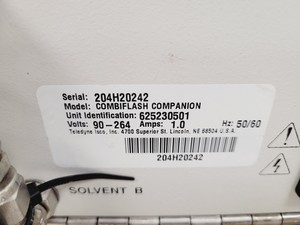 Serial: 204H20242
Model: COMBIFLASH COMPANION
Unit Identification: 625230501
Volts: 90-264 Amps: 1.0 Hz: 50/60
Teledyne Isco, Inc. 4700 Superior St. Lincoln, NE 68504 U.S.A.
204H20242
SOLVENT B